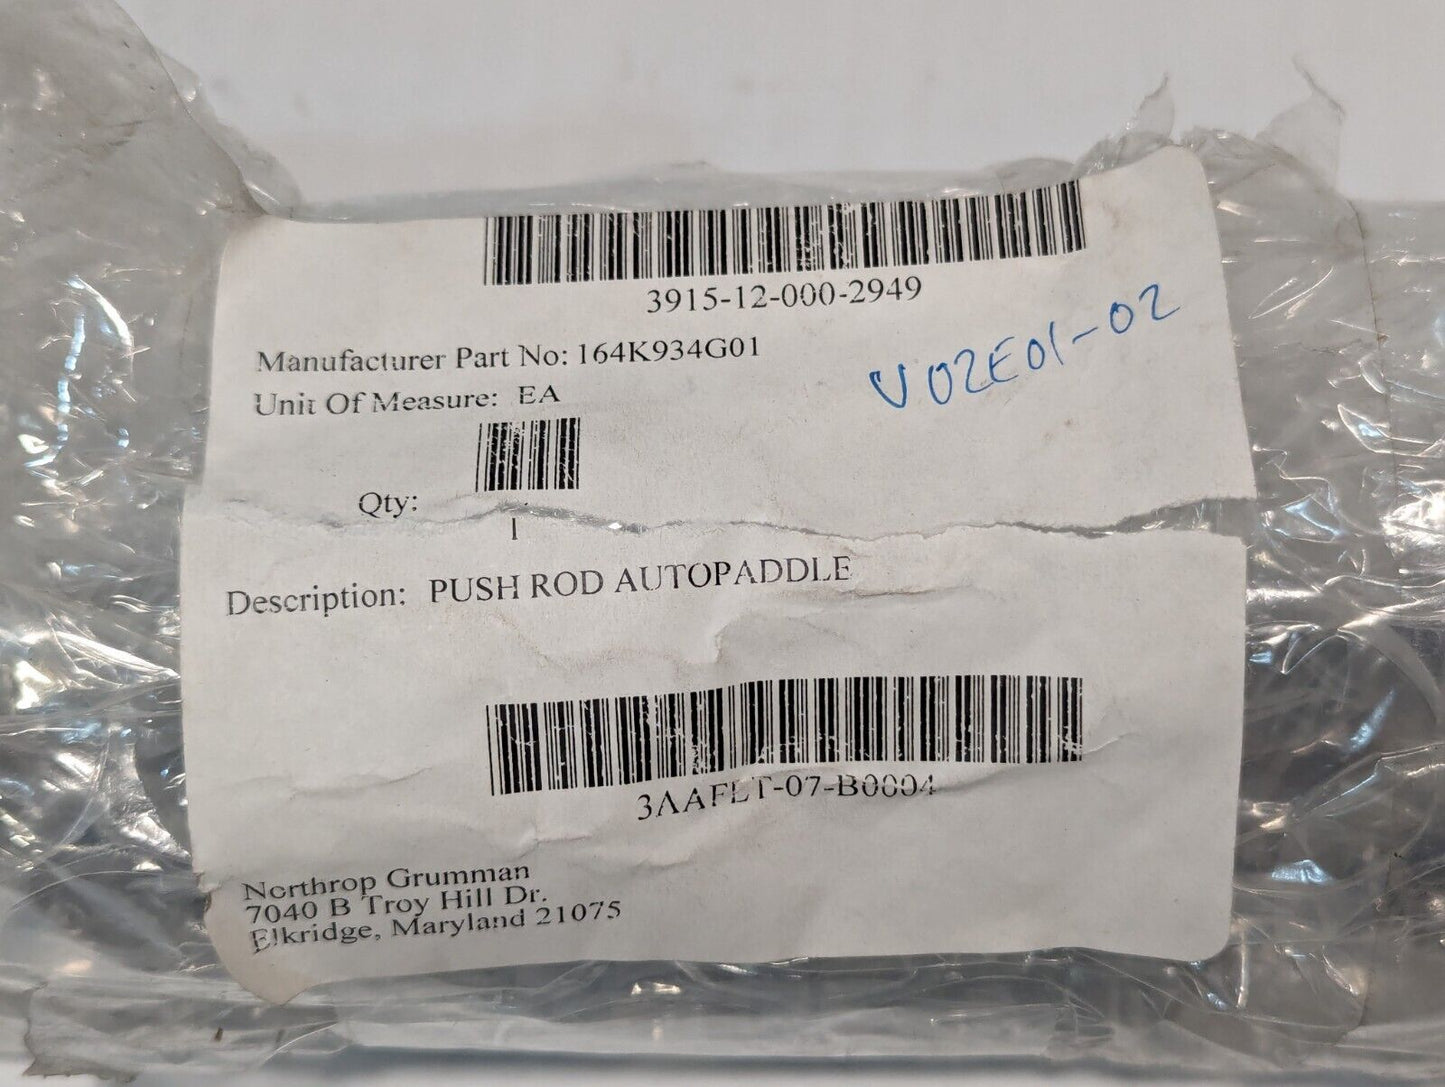 3915-12-000-2949
Manufacturer Part No: 164K934G01
V02E01-02
Unit Of Measure: EA
Qty:
1
Description: PUSH ROD AUTOPADDLE
3AAFLT-07-B0004
Northrop Grumman
7040 B Troy Hill Dr.
Elkridge, Maryland 21075